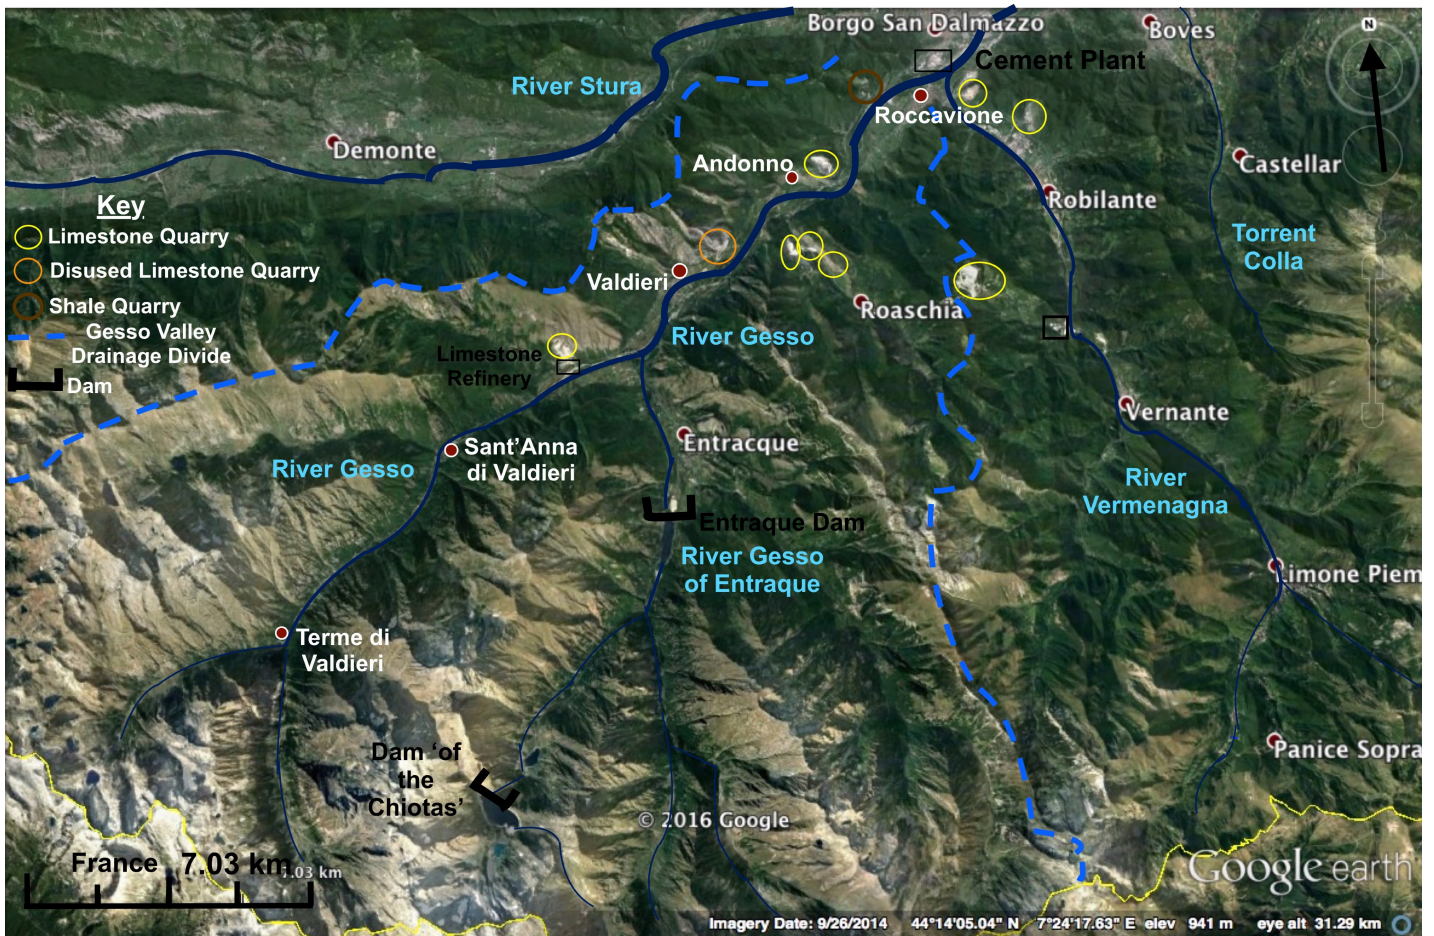 Borgo San Dalmazzo
Boves
N
Cement Plant
River Stura
Roccavione
Demonte
Andonno
Castellar
Robilante
Key
Limestone Quarry
Disused Limestone Quarry
Shale Quarry
Gesso Valley
Drainage Divide
Dam
Torrent
Colla
Valdieri
Roaschia
River Gesso
Limestone
Refinery
Vernante
Entracque
Sant'Anna
di Valdieri
River Gesso
River
Vermenagna
Entraque Dam
River Gesso
of Entraque
Limone Piem
Terme di
Valdieri
Dam ‘of
the
Chiotas’
Panice Sopra
© 2016 Google
France 7.03 km
7.03 km
Google earth
Imagery Date: 9/26/2014 44°14'05.04" N 7°24'17.63" E elev 941 m eye alt 31.29 km